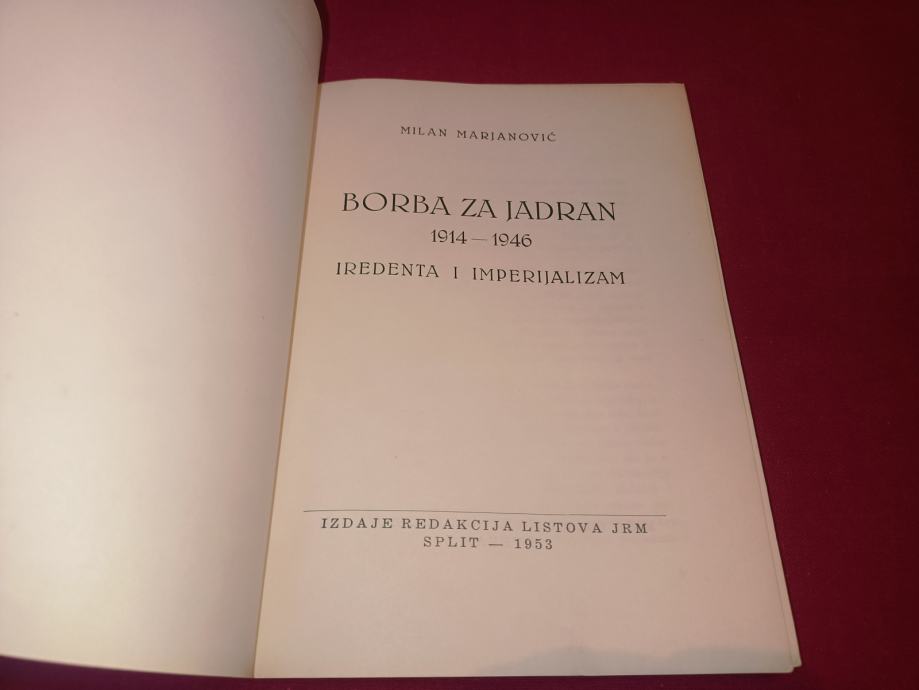 MILAN MARJANOVIĆ
BORBA ZA JADRAN
1914 — 1946
IREDENTA I IMPERIJALIZAM
IZDAJE REDAKCIJA LISTOVA JRM
SPLIT — 1953